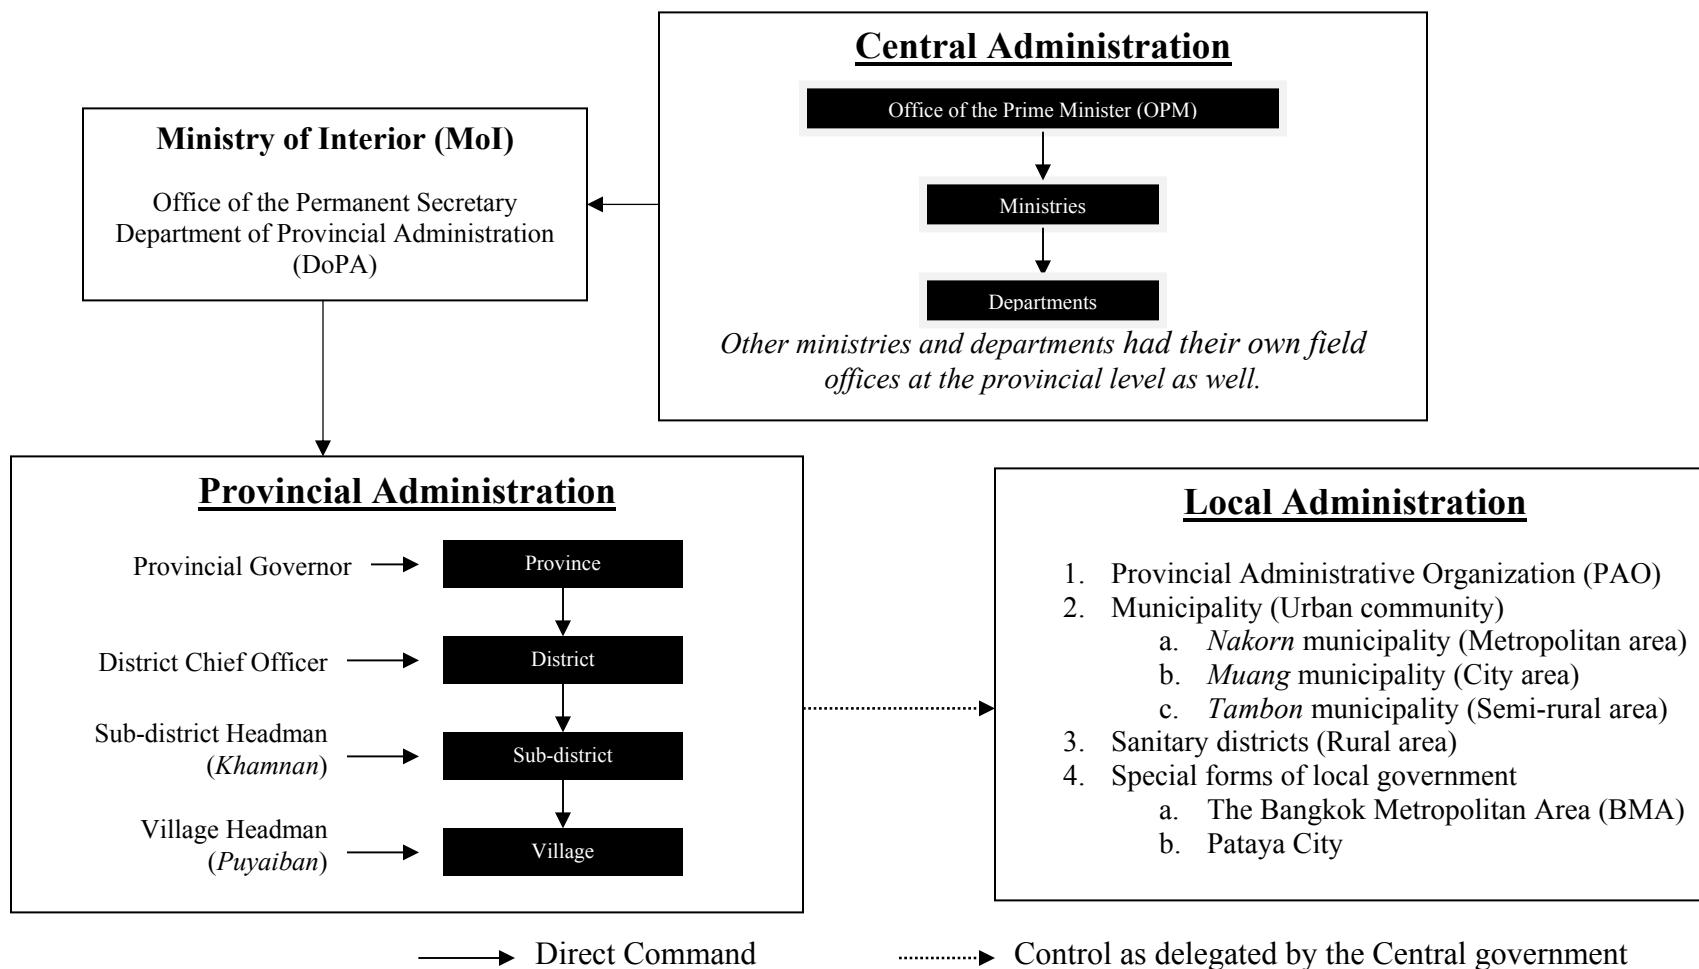 Central Administration
Office of the Prime Minister (OPM)
Ministries
Departments
Other ministries and departments had their own field
offices at the provincial level as well.
Ministry of Interior (MoI)
Office of the Permanent Secretary
Department of Provincial Administration
(DoPA)
Provincial Administration
Provincial Governor
Province
District Chief Officer
District
Sub-district Headman
(Khamnan)
Sub-district
Village Headman
(Puyaiban)
Village
Local Administration
1. Provincial Administrative Organization (PAO)
2. Municipality (Urban community)
a. Nakorn municipality (Metropolitan area)
b. Muang municipality (City area)
c. Tambon municipality (Semi-rural area)
3. Sanitary districts (Rural area)
4. Special forms of local government
a. The Bangkok Metropolitan Area (BMA)
b. Pataya City
Direct Command
Control as delegated by the Central government